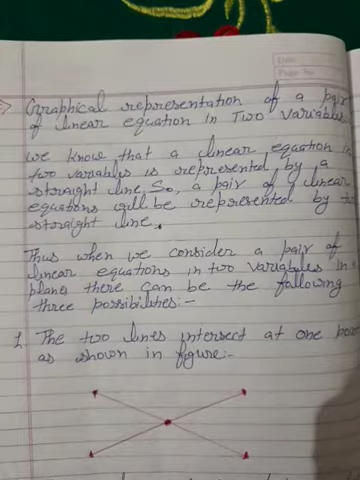 Date
Page No.
Graphical representation of a pair
of linear equation in Two variables
we know that a linear equation in
two variables is represented by a
straight line. So, a pair of linear
equations will be represented by
straight line.
Thus when we consider a pair of
linear equations in two variables in a
plane, there can be the following
three possibilities:-
1. The two lines intersect at one
as shown in figure:-